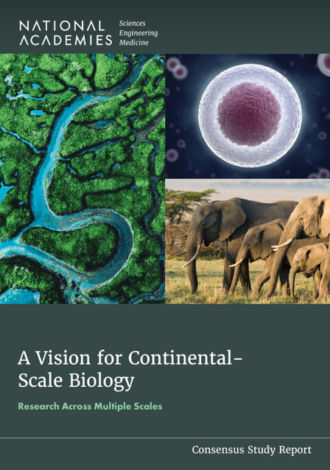 NATIONAL
ACADEMIES
Sciences
Engineering
Medicine
A Vision for Continental-
Scale Biology
Research Across Multiple Scales
Consensus Study Report